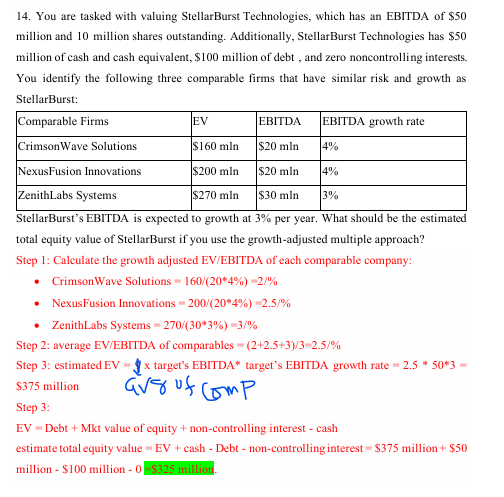 14. You are tasked with valuing StellarBurst Technologies, which has an EBITDA of $50
million and 10 million shares outstanding. Additionally, StellarBurst Technologies has $50
million of cash and cash equivalent, $100 million of debt , and zero noncontrolling interests.
You identify the following three comparable firms that have similar risk and growth as
StellarBurst:
Comparable Firms EV EBITDA EBITDA growth rate
CrimsonWave Solutions $160 mln $20 mln 4%
NexusFusion Innovations $200 mln $20 mln 4%
ZenithLabs Systems $270 mln $30 mln 3%
StellarBurst's EBITDA is expected to growth at 3% per year. What should be the estimated
total equity value of StellarBurst if you use the growth-adjusted multiple approach?
Step 1: Calculate the growth adjusted EV/EBITDA of each comparable company:
• CrimsonWave Solutions = 160/(20*4%) =2/%
• NexusFusion Innovations = 200/(20*4%) =2.5/%
• ZenithLabs Systems = 270/(30*3%) =3/%
Step 2: average EV/EBITDA of comparables = (2+2.5+3)/3=2.5/%
Step 3: estimated EV = x target's EBITDA* target's EBITDA growth rate = 2.5 * 50*3 =
$375 million avg of comp
Step 3:
EV = Debt + Mkt value of equity + non-controlling interest - cash
estimate total equity value = EV + cash - Debt - non-controlling interest = $375 million + $50
million - $100 million - 0 =$325 million.